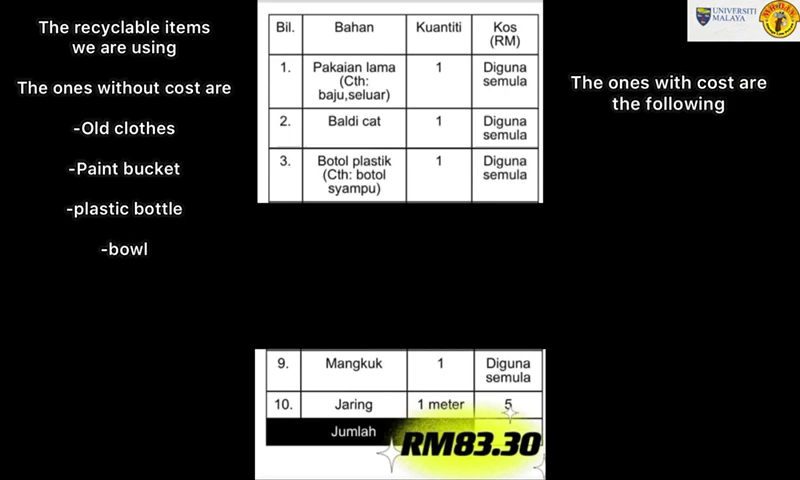 The recyclable items
we are using
The ones without cost are
-Old clothes
-Paint bucket
-plastic bottle
-bowl
Bil. Bahan Kuantiti Kos
(RM)
1. Pakaian lama 1 Diguna
(Cth: semula
baju,seluar)
2. Baldi cat 1 Diguna
semula
3. Botol plastik 1 Diguna
(Cth: botol semula
syampu)
9. Mangkuk 1 Diguna
semula
10. Jaring 1 meter 5
Jumlah RM83.30
UNIVERSITI
MALAYA
The ones with cost are
the following